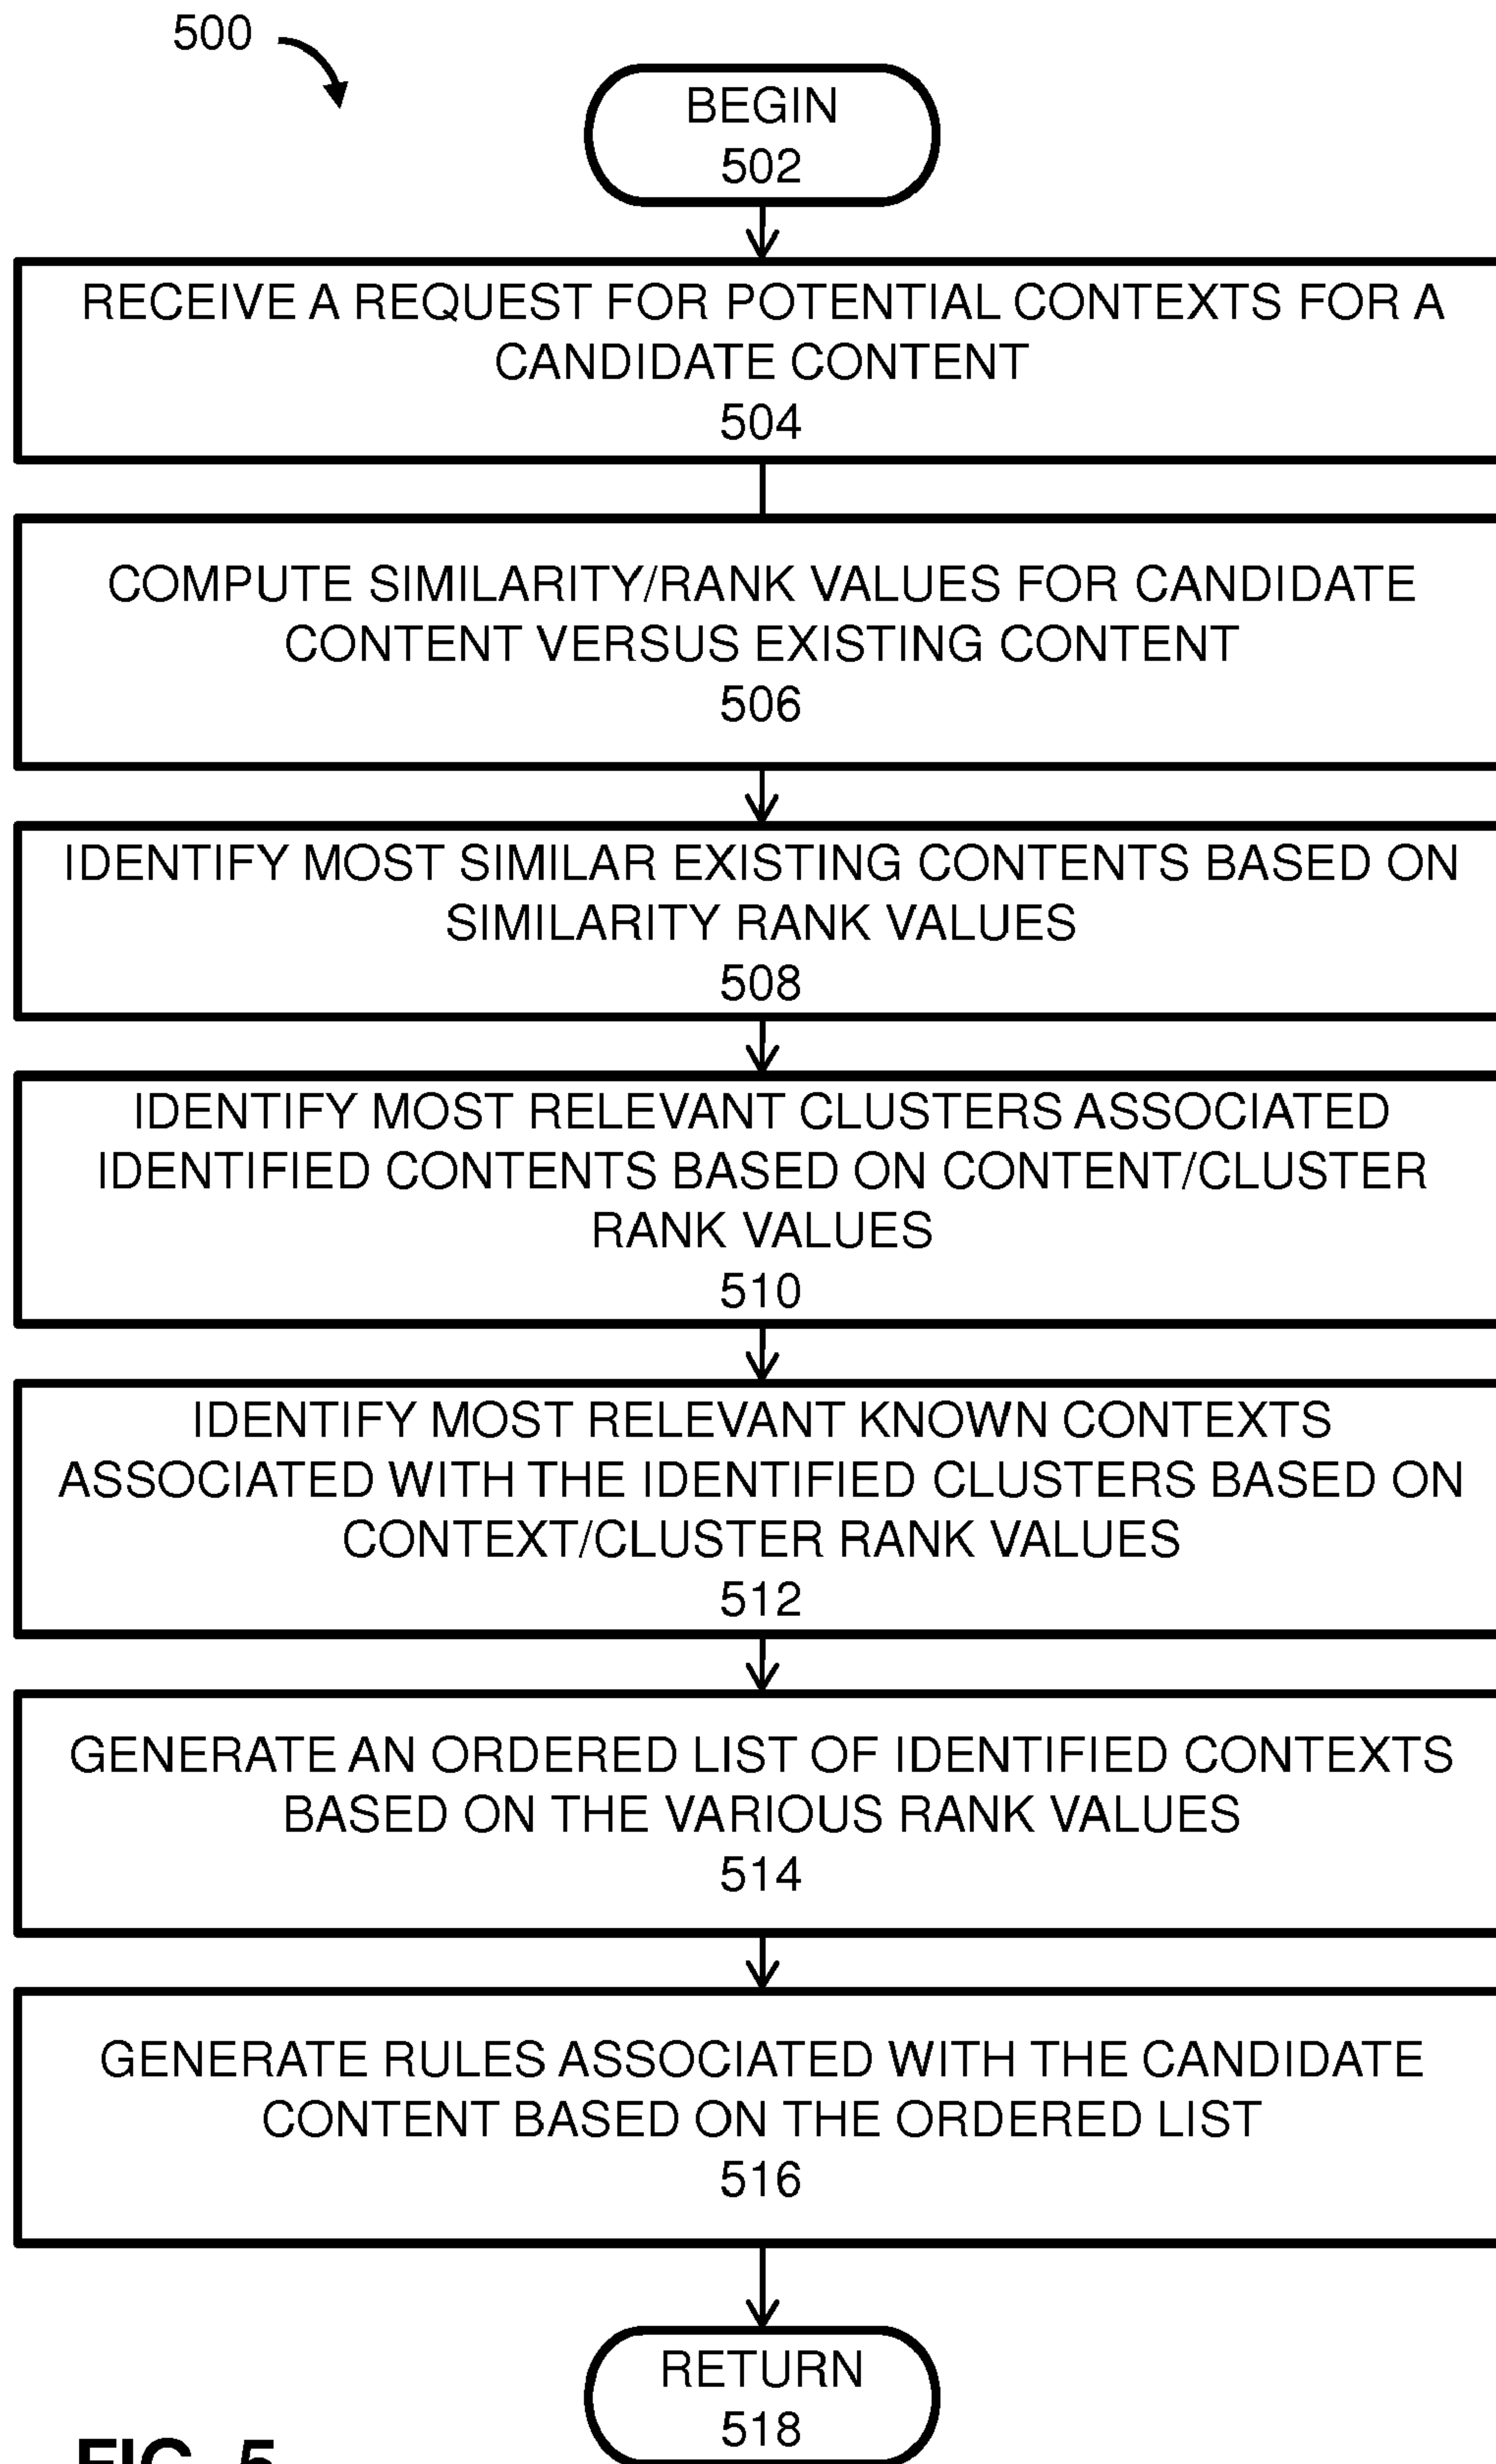 500
BEGIN
502
RECEIVE A REQUEST FOR POTENTIAL CONTEXTS FOR A
CANDIDATE CONTENT
504
COMPUTE SIMILARITY/RANK VALUES FOR CANDIDATE
CONTENT VERSUS EXISTING CONTENT
506
IDENTIFY MOST SIMILAR EXISTING CONTENTS BASED ON
SIMILARITY RANK VALUES
508
IDENTIFY MOST RELEVANT CLUSTERS ASSOCIATED
IDENTIFIED CONTENTS BASED ON CONTENT/CLUSTER
RANK VALUES
510
IDENTIFY MOST RELEVANT KNOWN CONTEXTS
ASSOCIATED WITH THE IDENTIFIED CLUSTERS BASED ON
CONTEXT/CLUSTER RANK VALUES
512
GENERATE AN ORDERED LIST OF IDENTIFIED CONTEXTS
BASED ON THE VARIOUS RANK VALUES
514
GENERATE RULES ASSOCIATED WITH THE CANDIDATE
CONTENT BASED ON THE ORDERED LIST
516
RETURN
518
FIG. 5